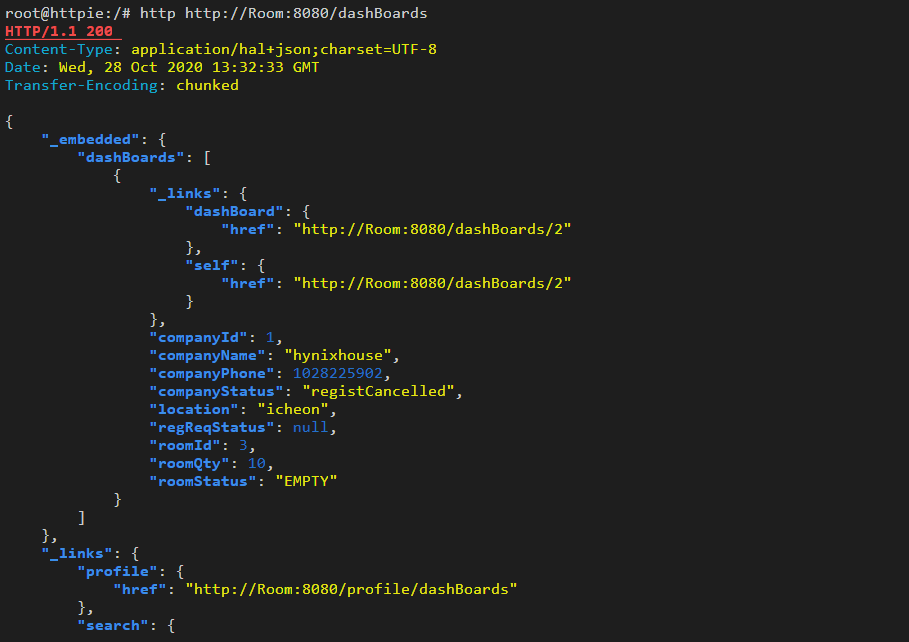 root@httpie:/# http http://Room:8080/dashBoards
HTTP/1.1 200
Content-Type: application/hal+json;charset=UTF-8
Date: Wed, 28 Oct 2020 13:32:33 GMT
Transfer-Encoding: chunked
{
"_embedded": {
"dashBoards": [
{
"_links": {
"dashBoard": {
"href": "http://Room:8080/dashBoards/2"
},
"self": {
"href": "http://Room:8080/dashBoards/2"
}
},
"companyId": 1,
"companyName": "hynixhouse",
"companyPhone": 1028225902,
"companyStatus": "registCancelled",
"location": "icheon",
"regReqStatus": null,
"roomId": 3,
"roomQty": 10,
"roomStatus": "EMPTY"
}
]
},
"_links": {
"profile": {
"href": "http://Room:8080/profile/dashBoards"
},
"search": {